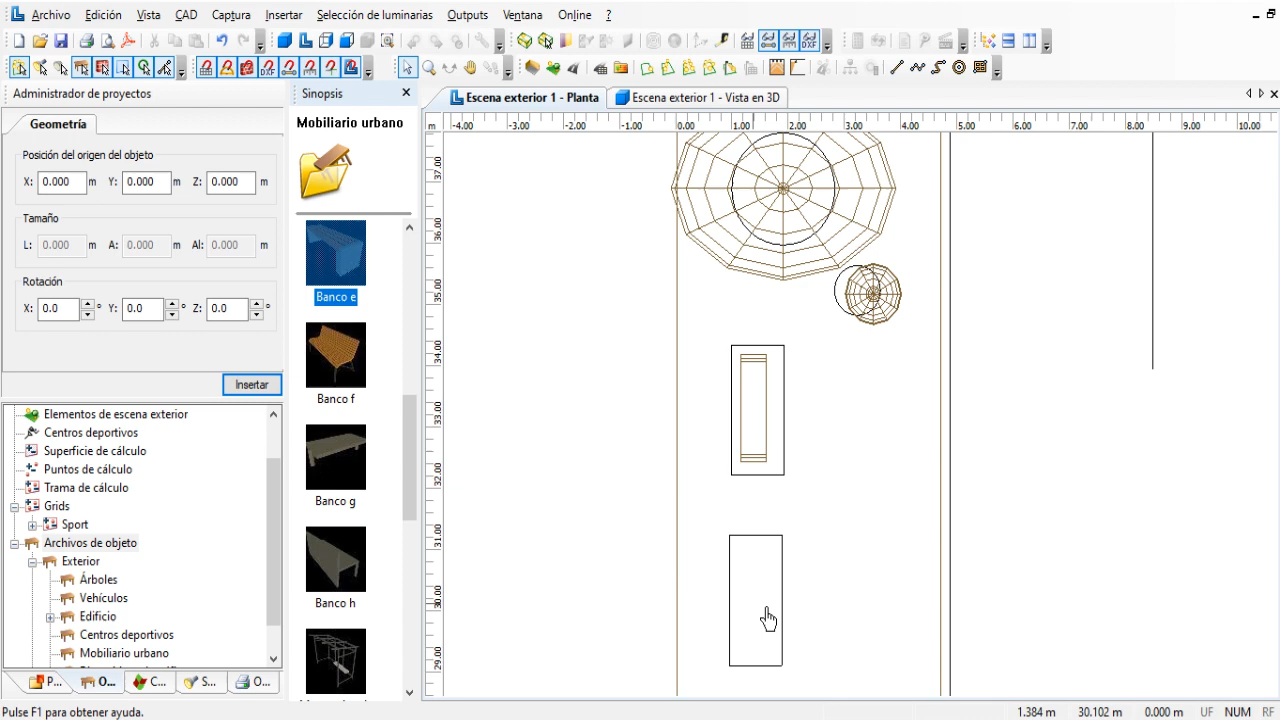 Archivo Edición Vista CAD Captura Insertar Selección de luminarias Outputs Ventana Online ?
Administrador de proyectos
Geometría
Posición del origen del objeto
X: 0.000 m Y: 0.000 m Z: 0.000 m
Tamaño
L: 0.000 m A: 0.000 m Al: 0.000 m
Rotación
X: 0.0 ° Y: 0.0 ° Z: 0.0 °
Insertar
Elementos de escena exterior
Centros deportivos
Superficie de cálculo
Puntos de cálculo
Trama de cálculo
Grids
Sport
Archivos de objeto
Exterior
Árboles
Vehículos
Edificio
Centros deportivos
Mobiliario urbano
P... O... C... S... O...
Sinopsis
Mobiliario urbano
Banco e
Banco f
Banco g
Banco h
Escena exterior 1 - Planta Escena exterior 1 - Vista en 3D
m -4.00 -3.00 -2.00 -1.00 0.00 1.00 2.00 3.00 4.00 5.00 6.00 7.00 8.00 9.00 10.00
37.00
36.00
35.00
34.00
33.00
32.00
31.00
30.00
29.00
Pulse F1 para obtener ayuda. 1.384 m 30.102 m 0.000 m UF NUM RF